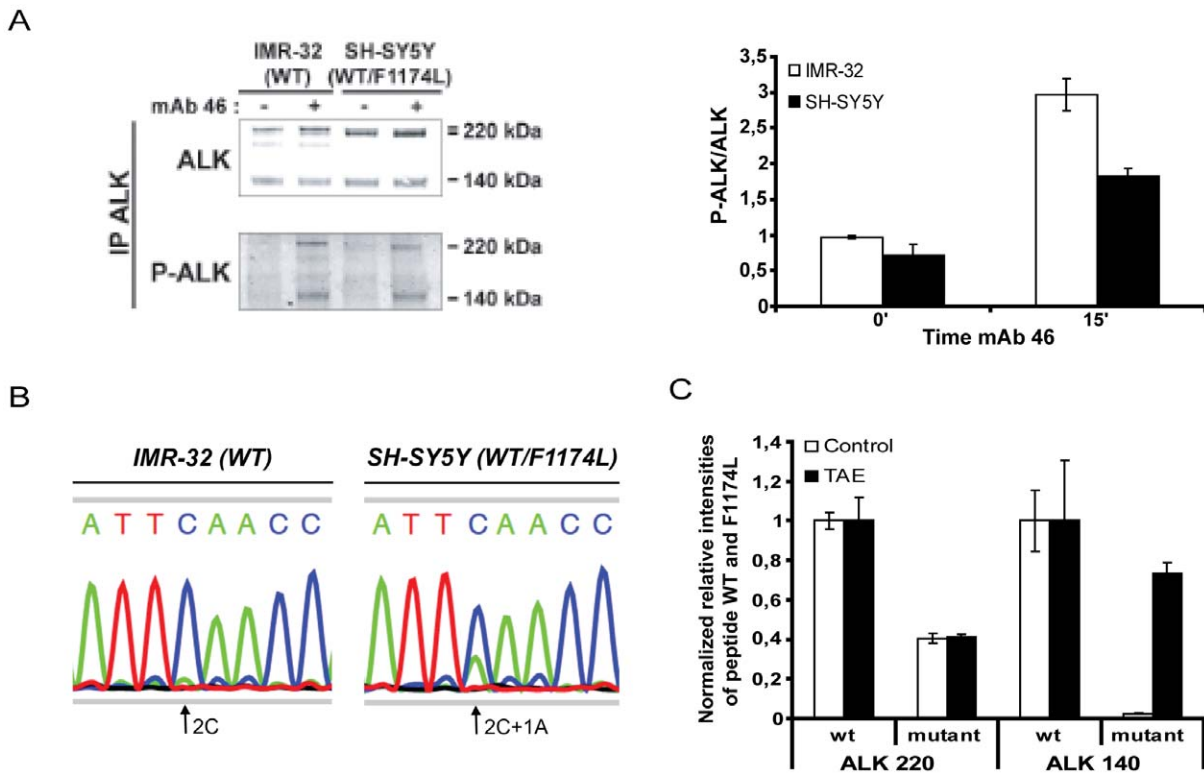 A
IMR-32 SH-SY5Y
(WT) (WT/F1174L)
mAb 46 : - + - +
IP ALK
ALK
= 220 kDa
- 140 kDa
P-ALK
- 220 kDa
- 140 kDa
P-ALK/ALK
3,5
3
2,5
2
1,5
1
0,5
0
IMR-32
SH-SY5Y
0' 15'
Time mAb 46
B
IMR-32 (WT)
A T T C A A C C
2C
SH-SY5Y (WT/F1174L)
A T T C A A C C
2C+1A
C
Normalized relative intensities
of peptide WT and F1174L
1,4
1,2
1
0,8
0,6
0,4
0,2
0
Control
TAE
wt mutant wt mutant
ALK 220 ALK 140